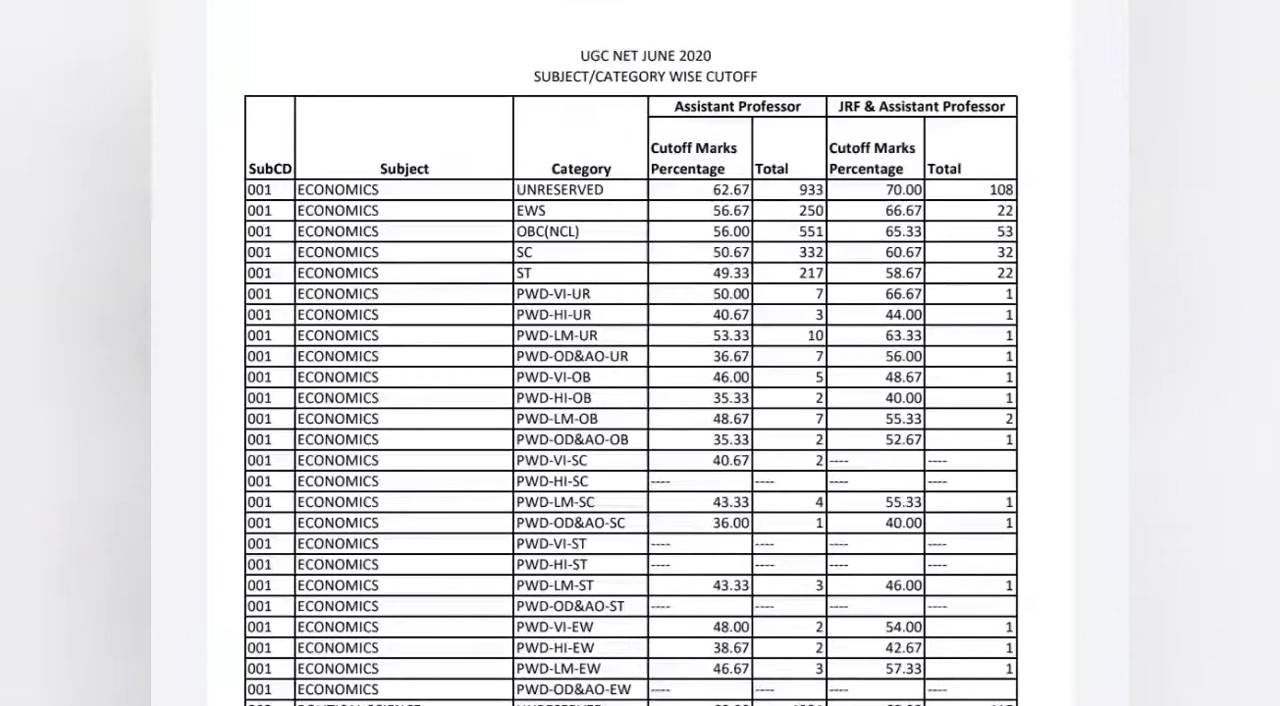 UGC NET JUNE 2020
SUBJECT/CATEGORY WISE CUTOFF
Assistant Professor JRF & Assistant Professor
Cutoff Marks Cutoff Marks
SubCD Subject Category Percentage Total Percentage Total
001 ECONOMICS UNRESERVED 62.67 933 70.00 108
001 ECONOMICS EWS 56.67 250 66.67 22
001 ECONOMICS OBC(NCL) 56.00 551 65.33 53
001 ECONOMICS SC 50.67 332 60.67 32
001 ECONOMICS ST 49.33 217 58.67 22
001 ECONOMICS PWD-VI-UR 50.00 7 66.67 1
001 ECONOMICS PWD-HI-UR 40.67 3 44.00 1
001 ECONOMICS PWD-LM-UR 53.33 10 63.33 1
001 ECONOMICS PWD-OD&AO-UR 36.67 7 56.00 1
001 ECONOMICS PWD-VI-OB 46.00 5 48.67 1
001 ECONOMICS PWD-HI-OB 35.33 2 40.00 1
001 ECONOMICS PWD-LM-OB 48.67 7 55.33 2
001 ECONOMICS PWD-OD&AO-OB 35.33 2 52.67 1
001 ECONOMICS PWD-VI-SC 40.67 2 ---- ----
001 ECONOMICS PWD-HI-SC ---- ---- ---- ----
001 ECONOMICS PWD-LM-SC 43.33 4 55.33 1
001 ECONOMICS PWD-OD&AO-SC 36.00 1 40.00 1
001 ECONOMICS PWD-VI-ST ---- ---- ---- ----
001 ECONOMICS PWD-HI-ST ---- ---- ---- ----
001 ECONOMICS PWD-LM-ST 43.33 3 46.00 1
001 ECONOMICS PWD-OD&AO-ST ---- ---- ---- ----
001 ECONOMICS PWD-VI-EW 48.00 2 54.00 1
001 ECONOMICS PWD-HI-EW 38.67 2 42.67 1
001 ECONOMICS PWD-LM-EW 46.67 3 57.33 1
001 ECONOMICS PWD-OD&AO-EW ---- ---- ---- ----